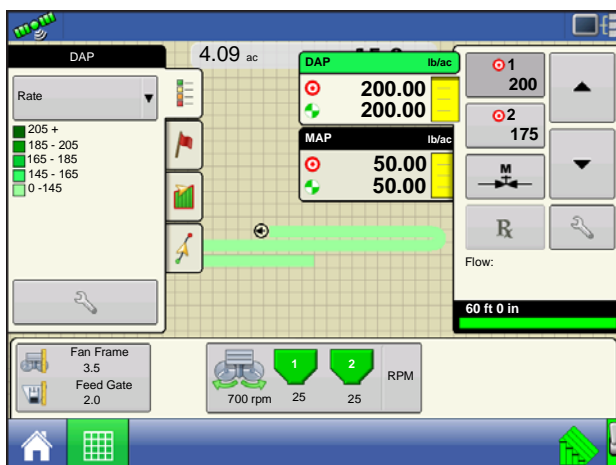 DAP
4.09 ac
Rate
205 +
185 - 205
165 - 185
145 - 165
0 -145
DAP lb/ac
200.00
200.00
MAP lb/ac
50.00
50.00
1
200
2
175
M
Rx
Flow:
60 ft 0 in
Fan Frame
3.5
Feed Gate
2.0
700 rpm
1
25
2
25
RPM